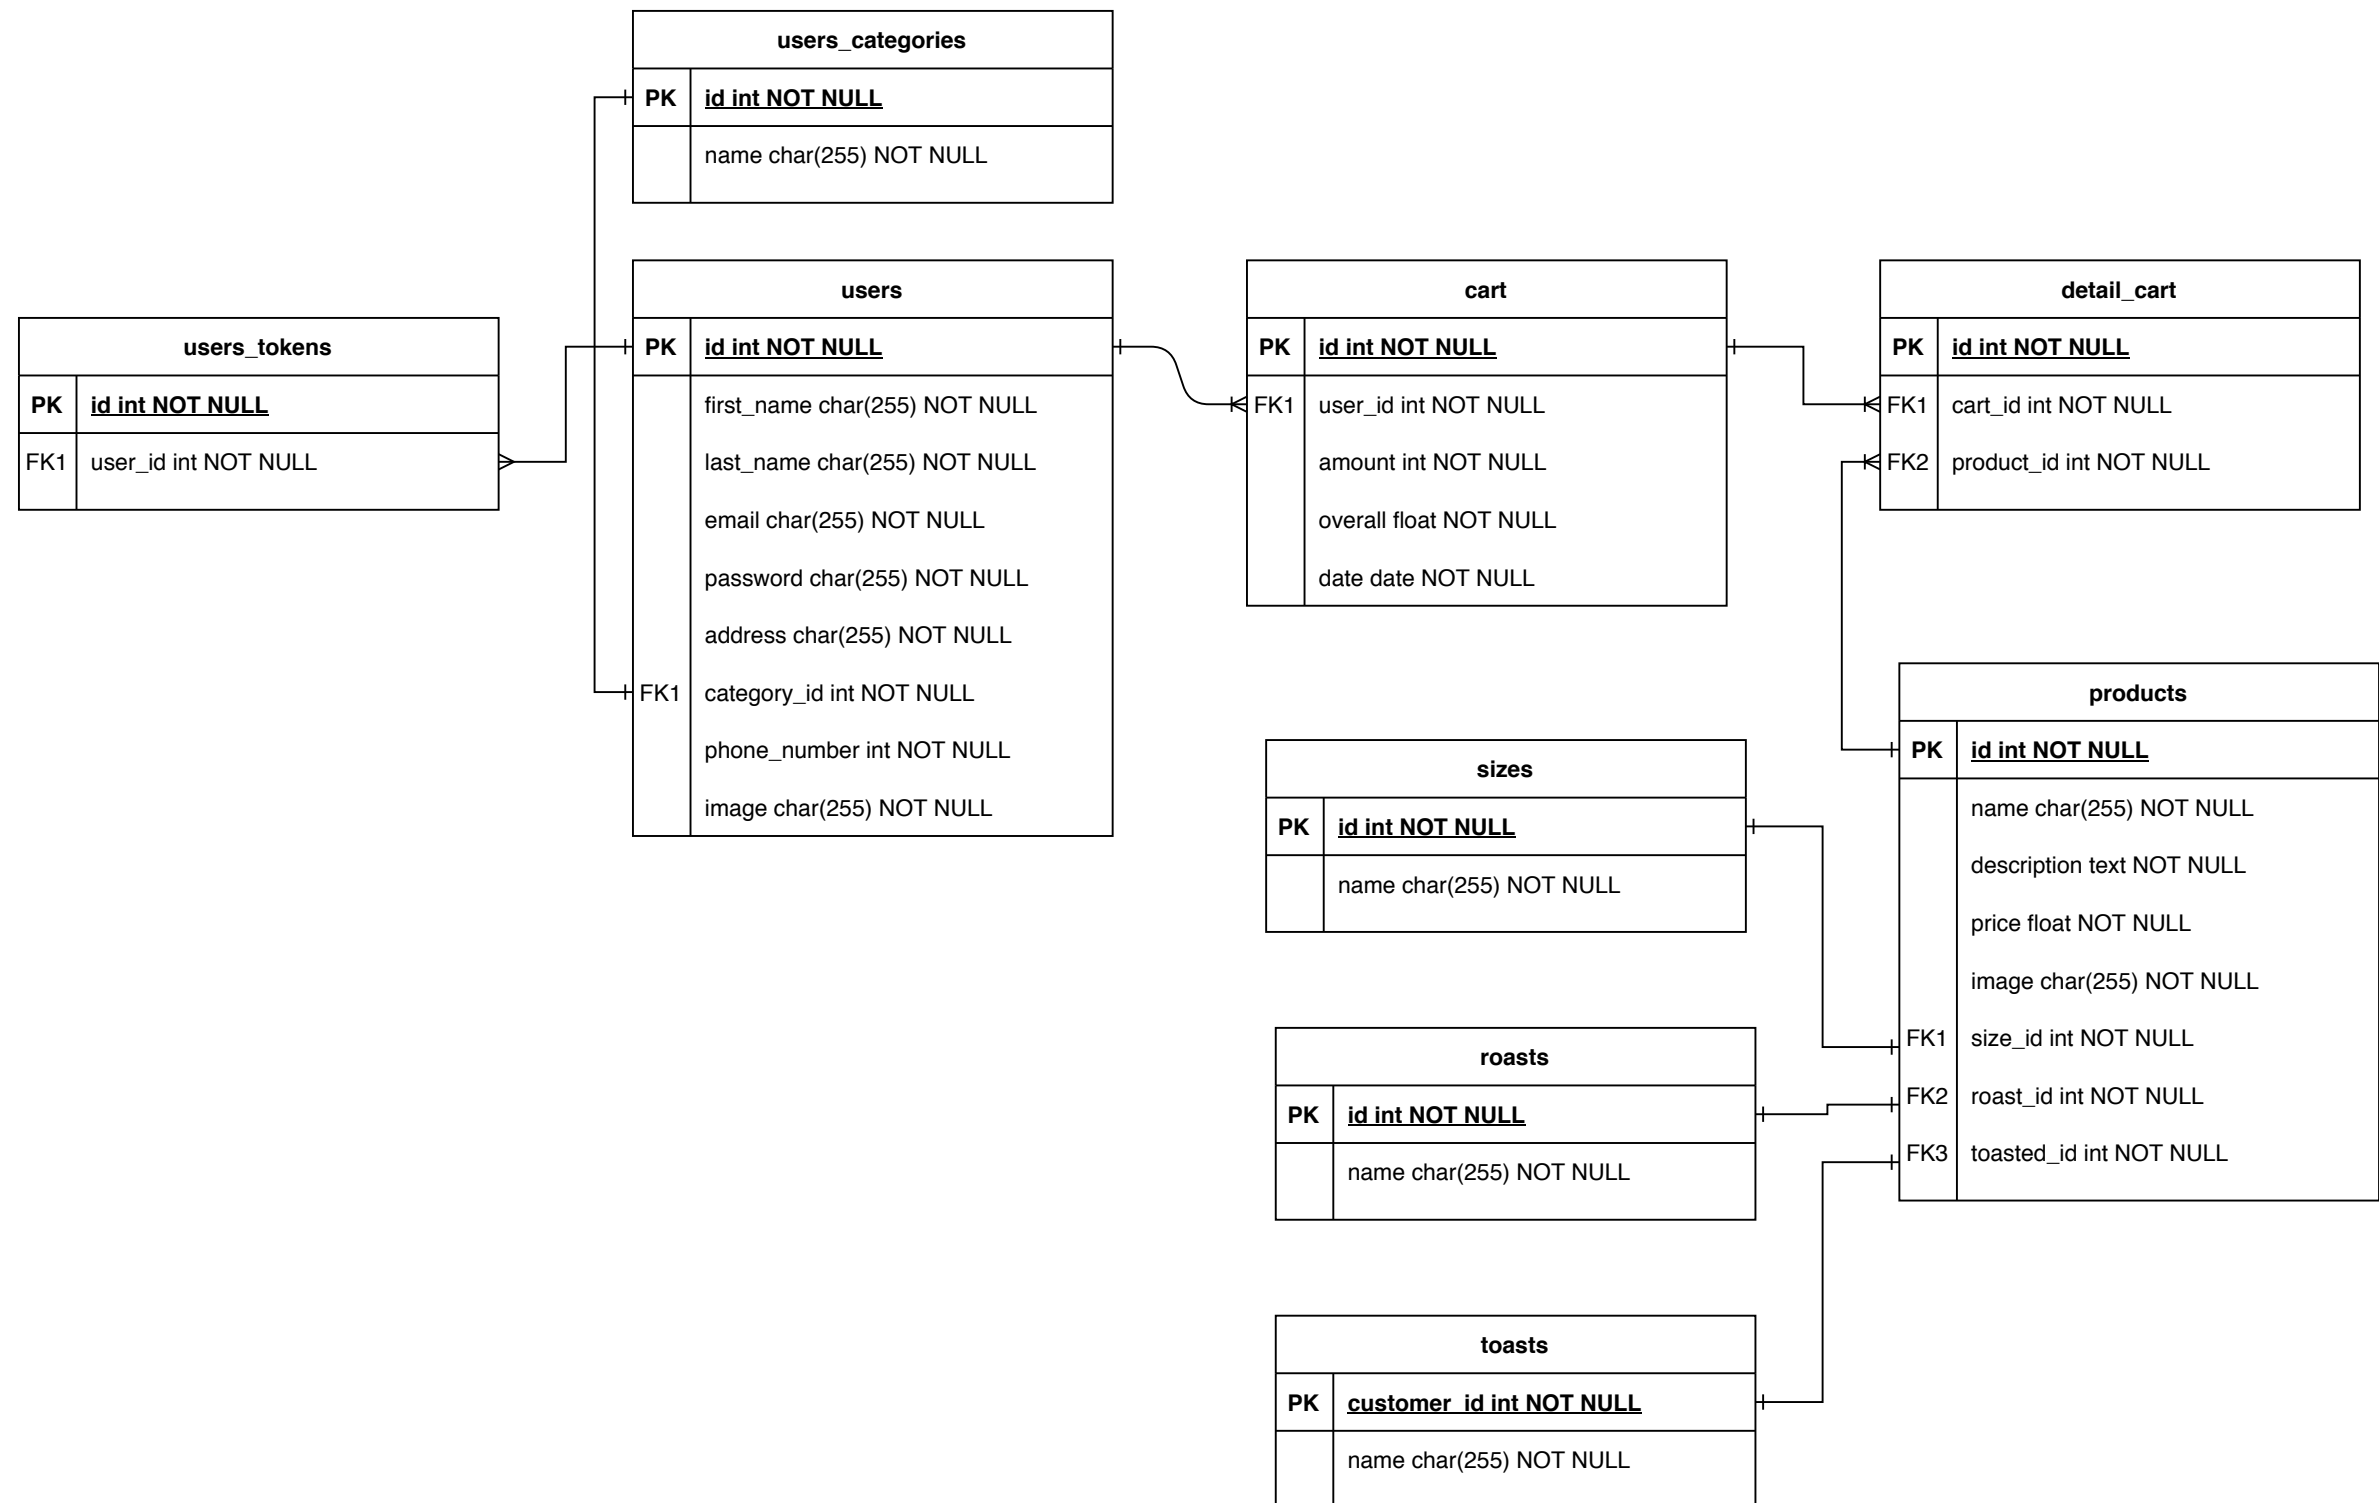 users_categories
PK id int NOT NULL
name char(255) NOT NULL
users_tokens
PK id int NOT NULL
FK1 user_id int NOT NULL
users
PK id int NOT NULL
first_name char(255) NOT NULL
last_name char(255) NOT NULL
email char(255) NOT NULL
password char(255) NOT NULL
address char(255) NOT NULL
FK1 category_id int NOT NULL
phone_number int NOT NULL
image char(255) NOT NULL
cart
PK id int NOT NULL
FK1 user_id int NOT NULL
amount int NOT NULL
overall float NOT NULL
date date NOT NULL
detail_cart
PK id int NOT NULL
FK1 cart_id int NOT NULL
FK2 product_id int NOT NULL
products
PK id int NOT NULL
name char(255) NOT NULL
description text NOT NULL
price float NOT NULL
image char(255) NOT NULL
FK1 size_id int NOT NULL
FK2 roast_id int NOT NULL
FK3 toasted_id int NOT NULL
sizes
PK id int NOT NULL
name char(255) NOT NULL
roasts
PK id int NOT NULL
name char(255) NOT NULL
toasts
PK customer_id int NOT NULL
name char(255) NOT NULL